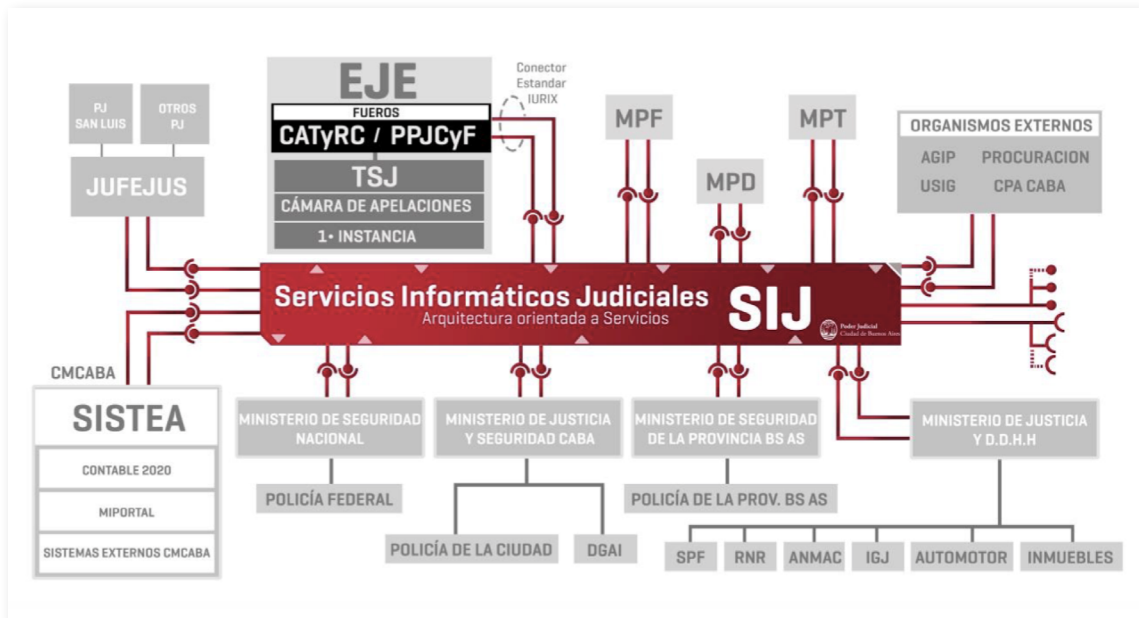 PJ
SAN LUIS
OTROS
PJ
JUFEJUS
EJE
FUEROS
CATyRC / PPJCyF
TSJ
CÁMARA DE APELACIONES
1• INSTANCIA
Conector
Estandar
IURIX
MPF
MPD
MPT
ORGANISMOS EXTERNOS
AGIP PROCURACION
USIG CPA CABA
Servicios Informáticos Judiciales
Arquitectura orientada a Servicios
SIJ
Poder Judicial
Ciudad de Buenos Aires
CMCABA
SISTEA
CONTABLE 2020
MIPORTAL
SISTEMAS EXTERNOS CMCABA
MINISTERIO DE SEGURIDAD
NACIONAL
POLICÍA FEDERAL
MINISTERIO DE JUSTICIA
Y SEGURIDAD CABA
POLICÍA DE LA CIUDAD
DGAI
MINISTERIO DE SEGURIDAD
DE LA PROVINCIA BS AS
POLICÍA DE LA PROV. BS AS
MINISTERIO DE JUSTICIA
Y D.D.H.H
SPF
RNR
ANMAC
IGJ
AUTOMOTOR
INMUEBLES